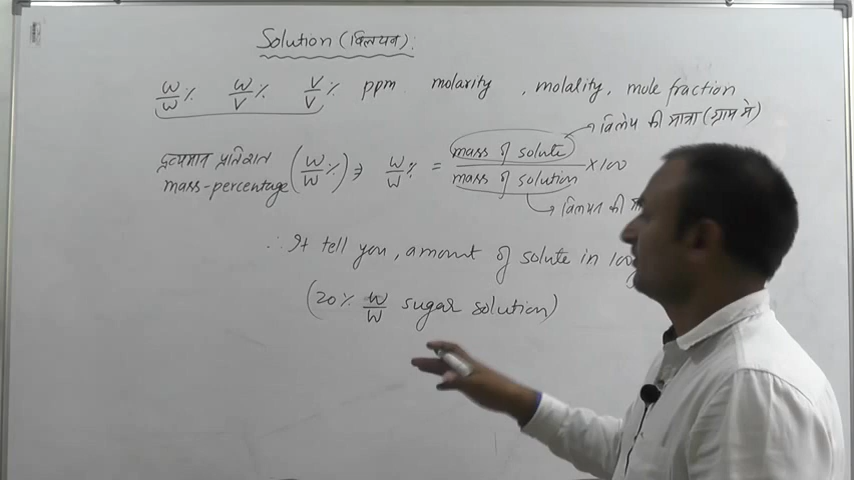 Solution (विलयन):
w/w % w/v % v/v % ppm molarity, molality, mole fraction
→ विलेय की मात्रा (ग्राम में)
द्रव्यमान प्रतिशत
mass-percentage (w/w %) ⇒ w/w % = mass of solute / mass of solution × 100
→ विलयन की
∴ It tell you, amount of solute in 100
(20% w/w sugar solution)